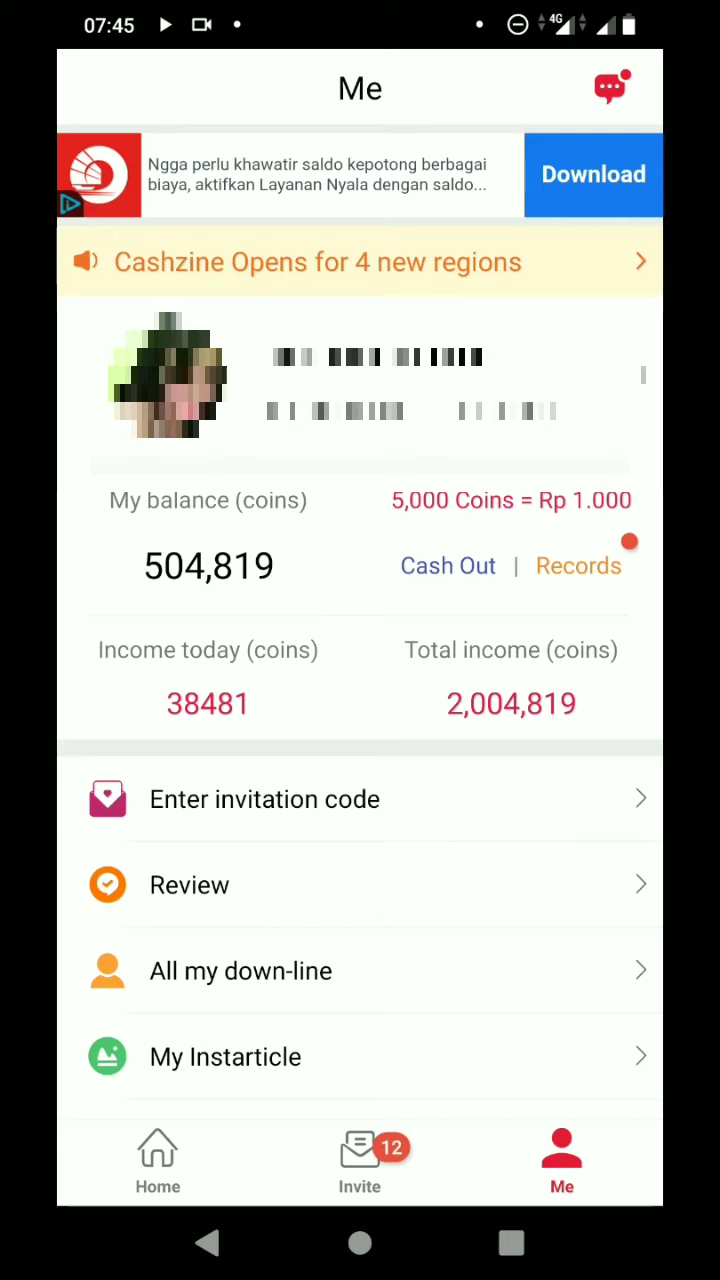 07:45
4G
Me
Ngga perlu khawatir saldo kepotong berbagai
biaya, aktifkan Layanan Nyala dengan saldo...
Download
Cashzine Opens for 4 new regions
My balance (coins)
5,000 Coins = Rp 1.000
504,819
Cash Out | Records
Income today (coins)
Total income (coins)
38481
2,004,819
Enter invitation code
Review
All my down-line
My Instarticle
12
Home
Invite
Me